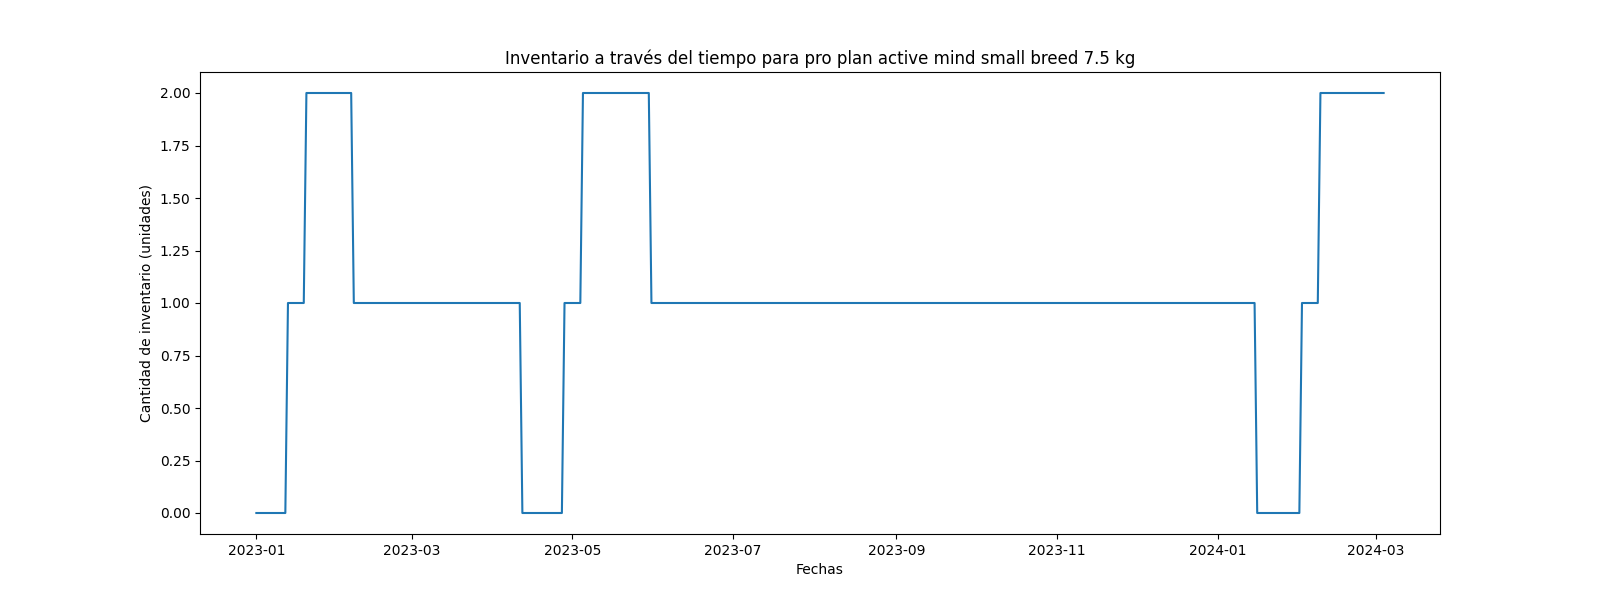 Inventario a través del tiempo para pro plan active mind small breed 7.5 kg
Cantidad de inventario (unidades)
2.00
1.75
1.50
1.25
1.00
0.75
0.50
0.25
0.00
2023-01 2023-03 2023-05 2023-07 2023-09 2023-11 2024-01 2024-03
Fechas